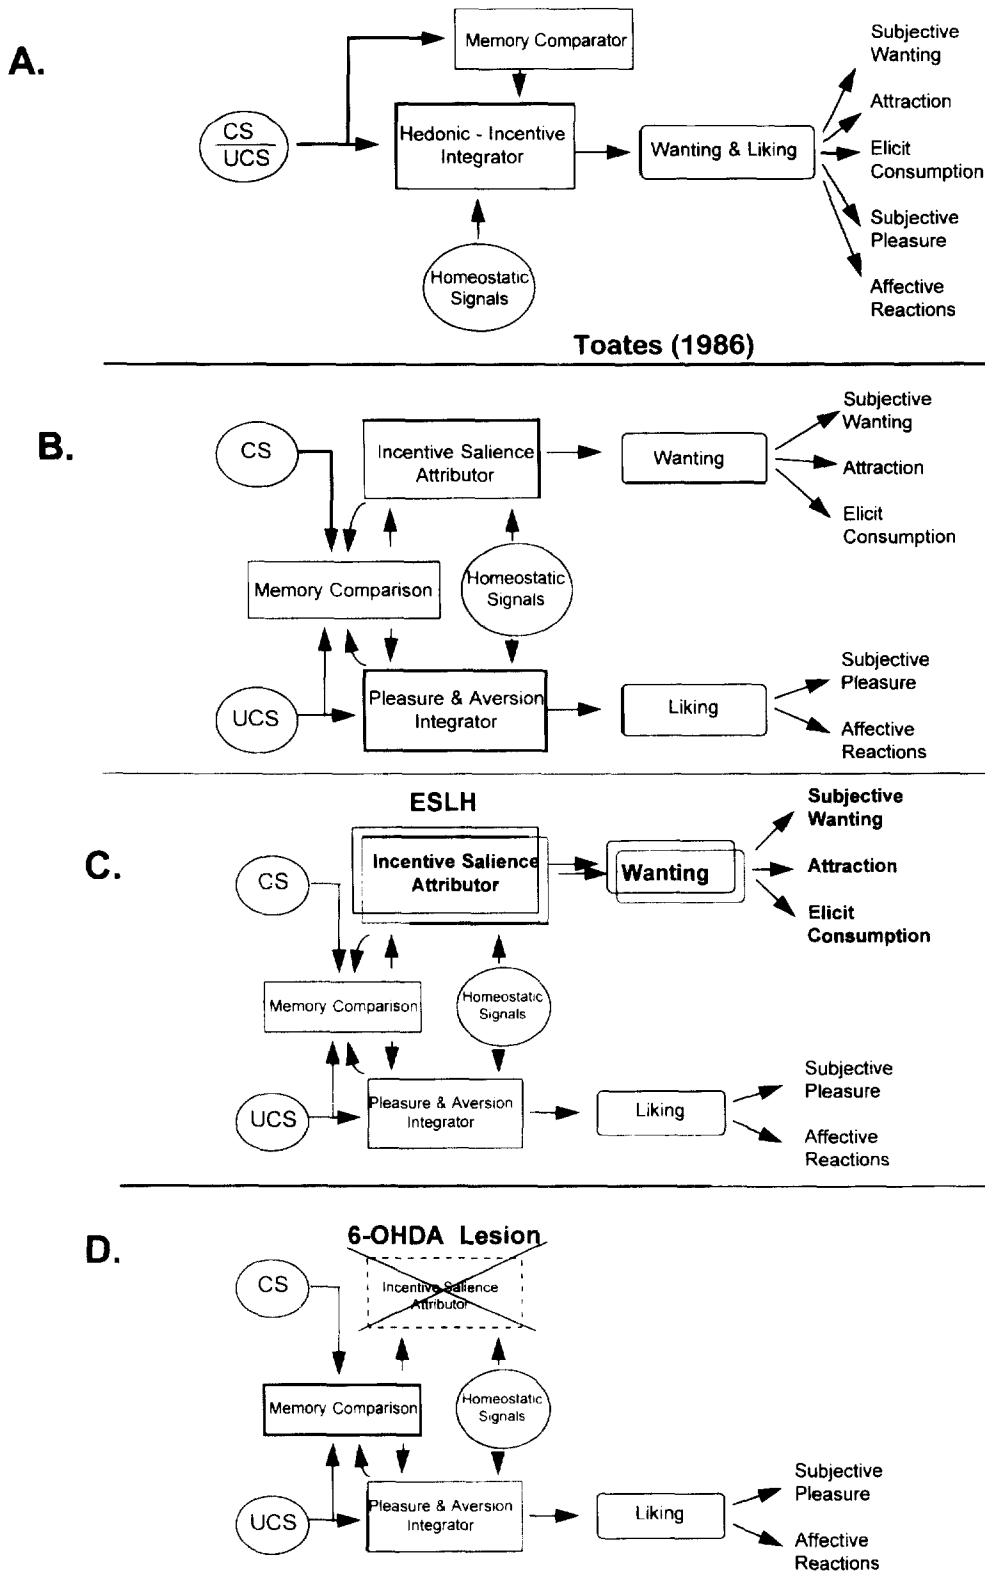 A.
Memory Comparator
CS
UCS
Hedonic - Incentive
Integrator
Homeostatic
Signals
Wanting & Liking
Subjective
Wanting
Attraction
Elicit
Consumption
Subjective
Pleasure
Affective
Reactions
Toates (1986)
B.
CS
Incentive Salience
Attributor
Wanting
Subjective
Wanting
Attraction
Elicit
Consumption
Memory Comparison
Homeostatic
Signals
UCS
Pleasure & Aversion
Integrator
Liking
Subjective
Pleasure
Affective
Reactions
C.
ESLH
CS
Incentive Salience
Attributor
Wanting
Subjective
Wanting
Attraction
Elicit
Consumption
Memory Comparison
Homeostatic
Signals
UCS
Pleasure & Aversion
Integrator
Liking
Subjective
Pleasure
Affective
Reactions
D.
6-OHDA Lesion
CS
Incentive Salience
Attributor
Memory Comparison
Homeostatic
Signals
UCS
Pleasure & Aversion
Integrator
Liking
Subjective
Pleasure
Affective
Reactions